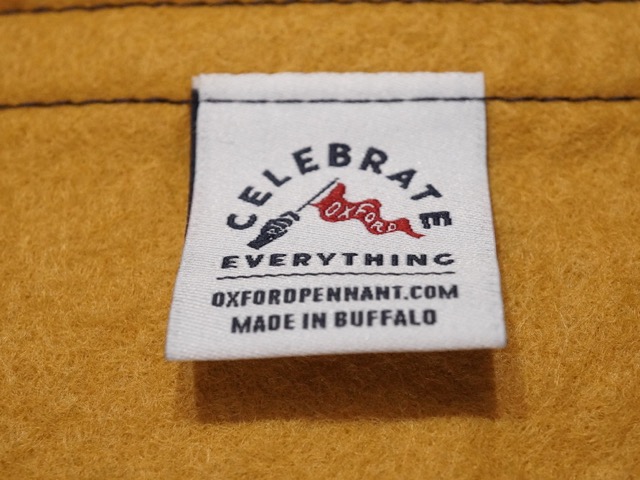 CELEBRATE
OXFORD
EVERYTHING
OXFORDPENNANT.COM
MADE IN BUFFALO